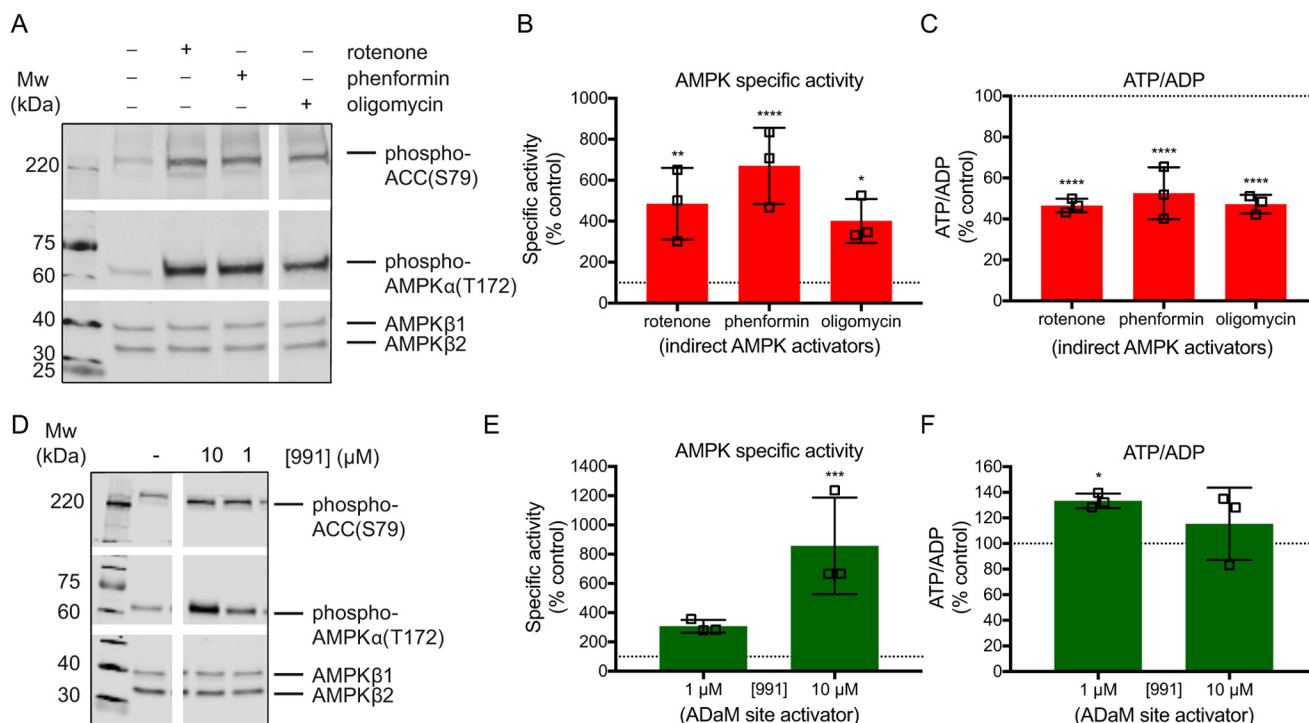 A
− + − − rotenone
− − + − phenformin
− − − + oligomycin
Mw
(kDa)
220
75
60
40
30
25
phospho-
ACC(S79)
phospho-
AMPKα(T172)
AMPKβ1
AMPKβ2
B
AMPK specific activity
Specific activity
(% control)
1000
800
600
400
200
0
**
****
*
rotenone phenformin oligomycin
(indirect AMPK activators)
C
ATP/ADP
ATP/ADP
(% control)
100
80
60
40
20
0
****
****
****
rotenone phenformin oligomycin
(indirect AMPK activators)
D
Mw
(kDa)
- 10 1 [991] (μM)
220
75
60
40
30
phospho-
ACC(S79)
phospho-
AMPKα(T172)
AMPKβ1
AMPKβ2
E
AMPK specific activity
Specific activity
(% control)
1400
1200
1000
800
600
400
200
0
***
1 μM [991] 10 μM
(ADaM site activator)
F
ATP/ADP
ATP/ADP
(% control)
160
140
120
100
80
60
40
20
0
*
1 μM [991] 10 μM
(ADaM site activator)